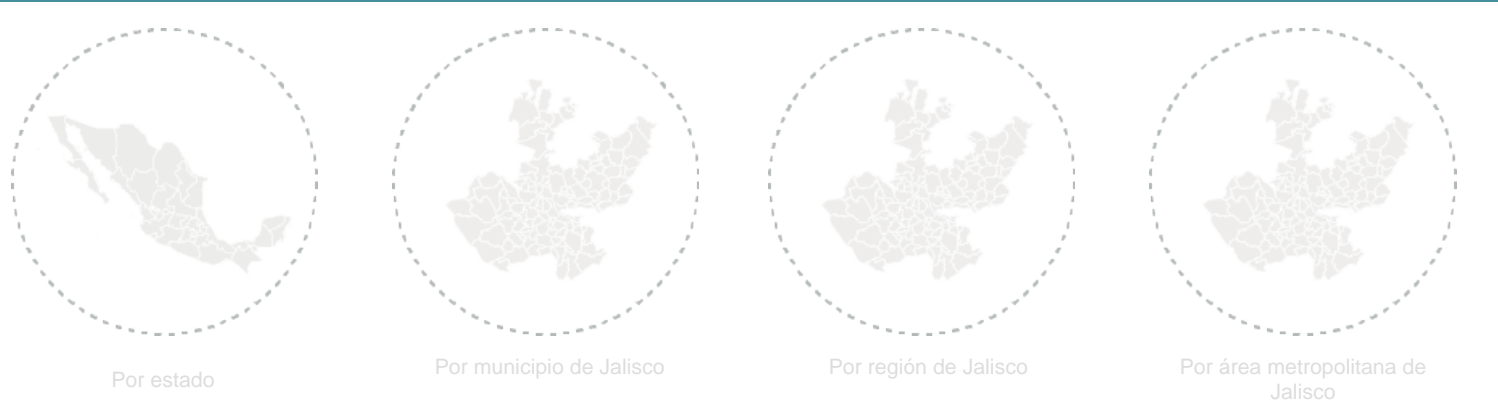 Por estado
Por municipio de Jalisco
Por región de Jalisco
Por área metropolitana de
Jalisco